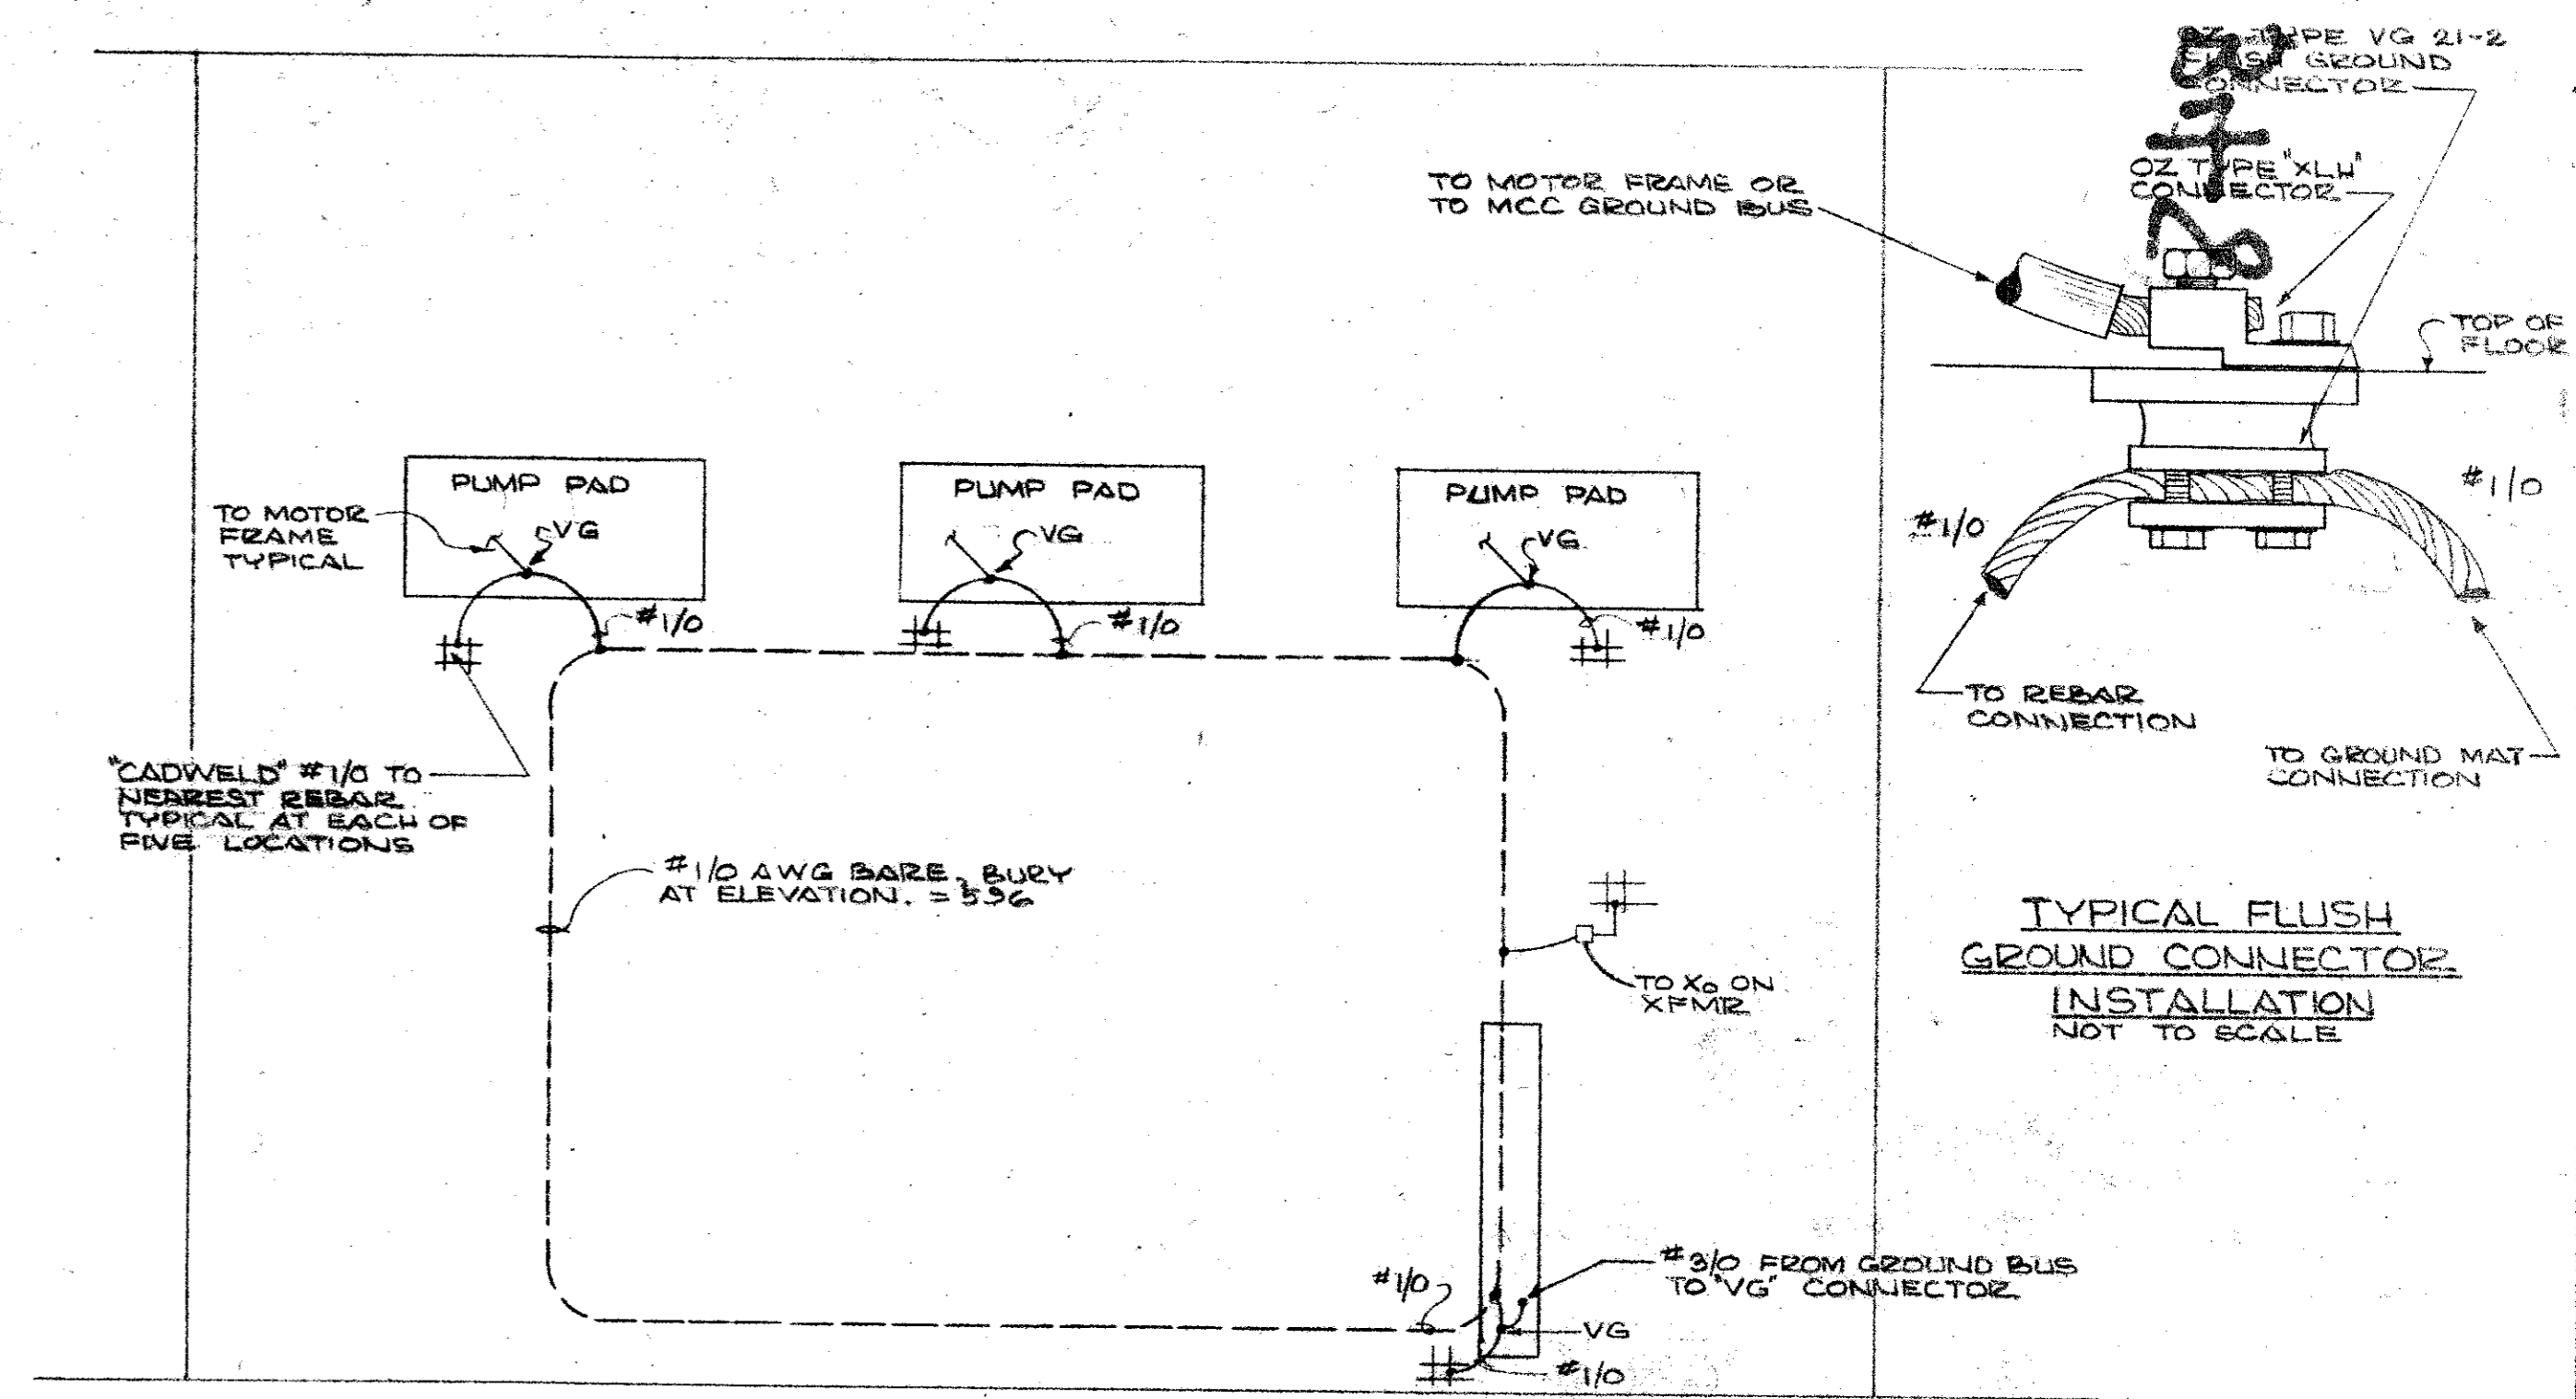 TYPE VG 21-2
FLUSH GROUND
CONNECTOR
OZ TYPE "XLH"
CONNECTOR
TO MOTOR FRAME OR
TO MCC GROUND BUS
TOP OF
FLOOR
#1/0
#1/0
TO REBAR
CONNECTION
TO GROUND MAT
CONNECTION
TYPICAL FLUSH
GROUND CONNECTOR
INSTALLATION
NOT TO SCALE
PUMP PAD
PUMP PAD
PUMP PAD
TO MOTOR
FRAME
TYPICAL
VG
VG
VG
#1/0
#1/0
#1/0
"CADWELD" #1/0 TO
NEAREST REBAR
TYPICAL AT EACH OF
FIVE LOCATIONS
#1/0 AWG BARE, BURY
AT ELEVATION. = 596
TO X0 ON
XFMR
#3/0 FROM GROUND BUS
TO "VG" CONNECTOR
#1/0
VG
#1/0